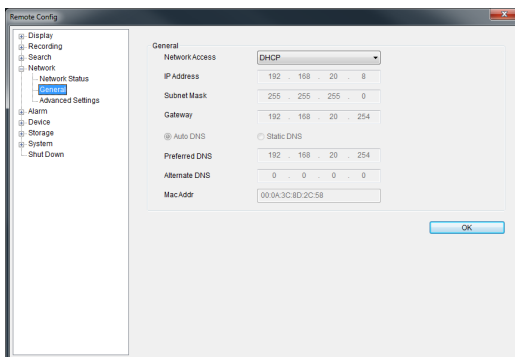 Remote Config
Display
Recording
Search
Network
Network Status
General
Advanced Settings
Alarm
Device
Storage
System
Shut Down
General
Network Access DHCP
IP Address 192 . 168 . 20 . 8
Subnet Mask 255 . 255 . 255 . 0
Gateway 192 . 168 . 20 . 254
Auto DNS Static DNS
Preferred DNS 192 . 168 . 20 . 254
Alternate DNS 0 . 0 . 0 . 0
MacAddr 00:0A:3C:8D:2C:58
OK